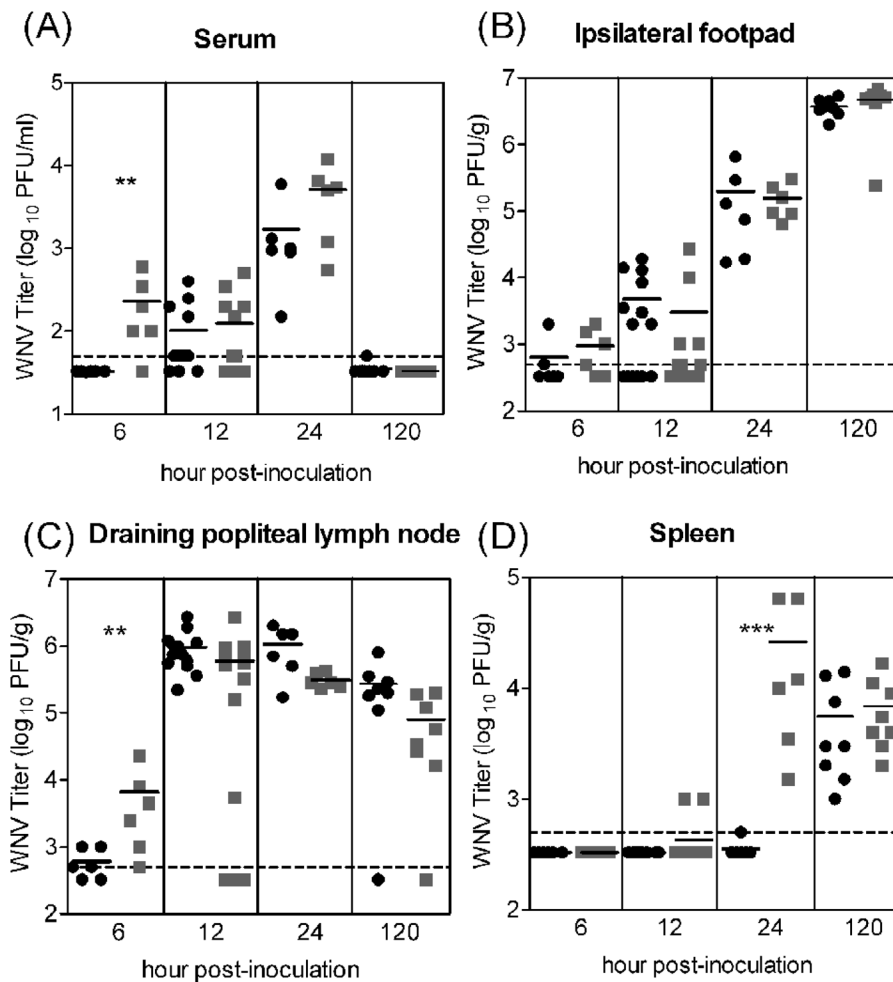 (A)
Serum
WNV Titer (log10 PFU/ml)
5
4
3
2
1
**
6 12 24 120
hour post-inoculation
(B)
Ipsilateral footpad
WNV Titer (log10 PFU/g)
7
6
5
4
3
2
6 12 24 120
hour post-inoculation
(C)
Draining popliteal lymph node
WNV Titer (log10 PFU/g)
7
6
5
4
3
2
**
6 12 24 120
hour post-inoculation
(D)
Spleen
WNV Titer (log10 PFU/g)
5
4
3
2
***
6 12 24 120
hour post-inoculation